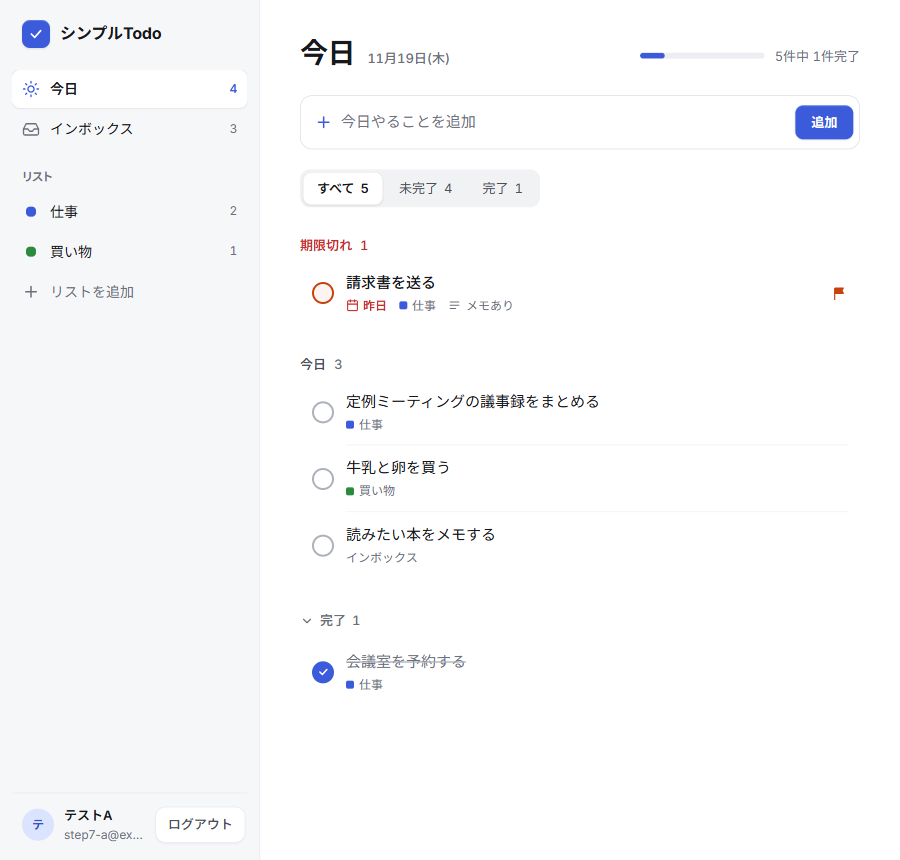 シンプルTodo
今日 4
インボックス 3
リスト
仕事 2
買い物 1
リストを追加
テ
テストA
step7-a@ex...
ログアウト
今日 11月19日(木)
5件中 1件完了
今日やることを追加
追加
すべて 5 未完了 4 完了 1
期限切れ 1
請求書を送る
昨日 仕事 メモあり
今日 3
定例ミーティングの議事録をまとめる
仕事
牛乳と卵を買う
買い物
読みたい本をメモする
インボックス
完了 1
会議室を予約する
仕事